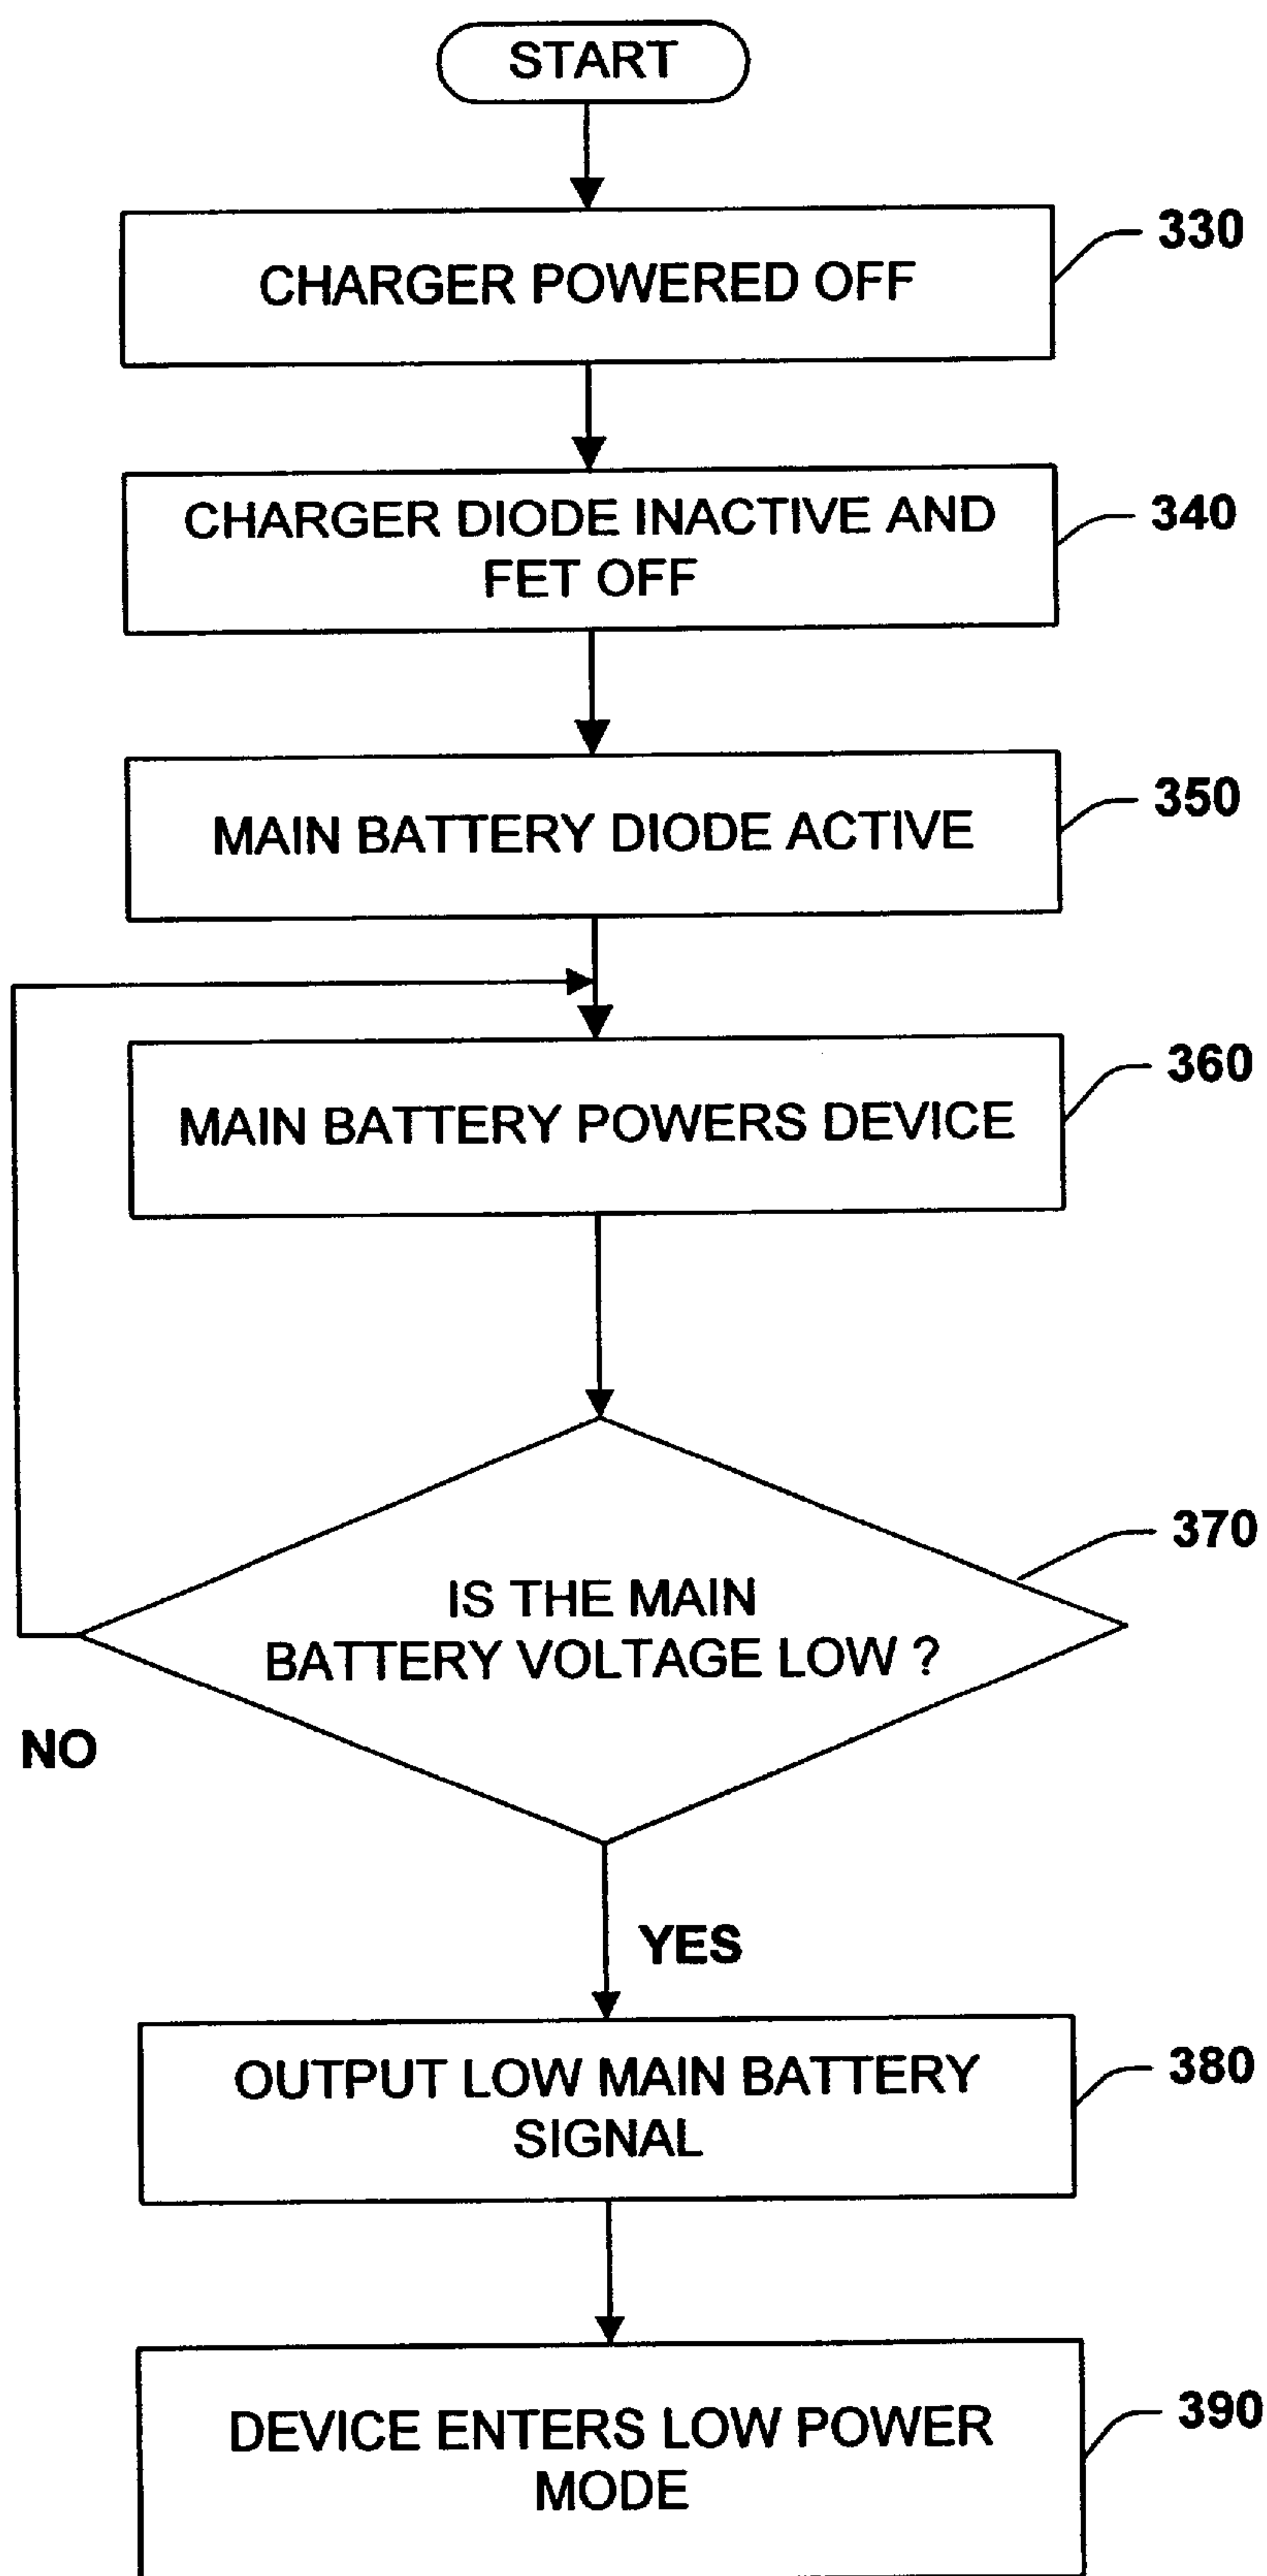 START
330
CHARGER POWERED OFF
340
CHARGER DIODE INACTIVE AND
FET OFF
350
MAIN BATTERY DIODE ACTIVE
360
MAIN BATTERY POWERS DEVICE
370
IS THE MAIN
BATTERY VOLTAGE LOW ?
NO
YES
380
OUTPUT LOW MAIN BATTERY
SIGNAL
390
DEVICE ENTERS LOW POWER
MODE